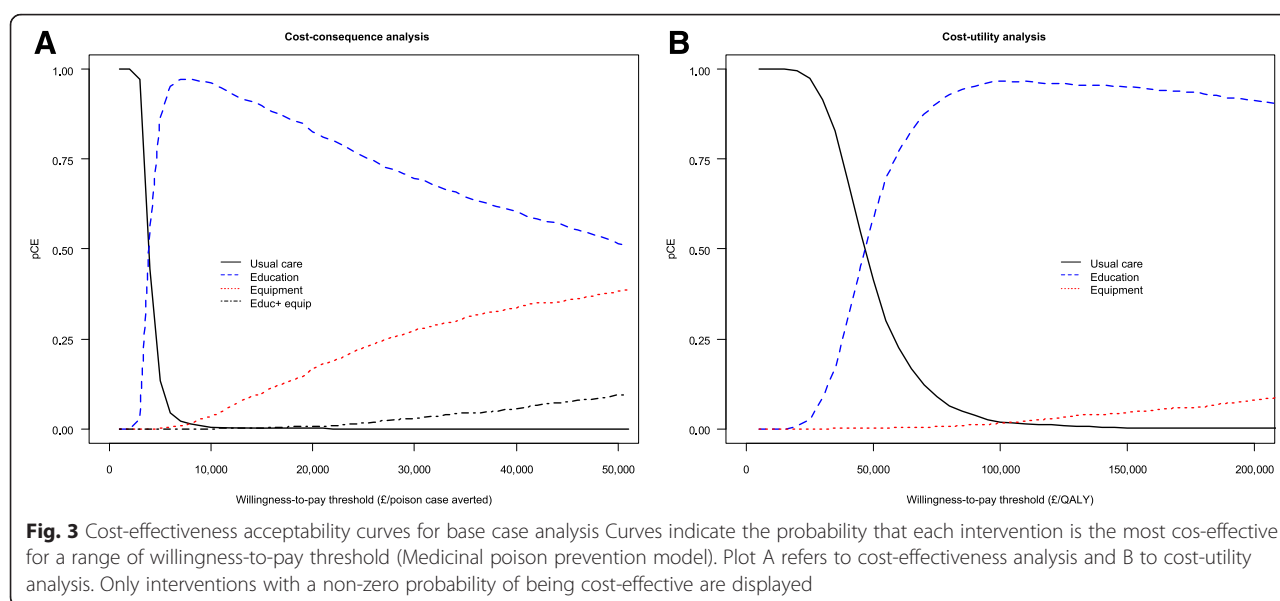 A
Cost-consequence analysis
1.00
0.75
0.50
0.25
0.00
pCE
Usual care
Education
Equipment
Educ+ equip
0
10,000
20,000
30,000
40,000
50,000
Willingness-to-pay threshold (£/poison case averted)
B
Cost-utility analysis
1.00
0.75
0.50
0.25
0.00
pCE
Usual care
Education
Equipment
0
50,000
100,000
150,000
200,000
Willingness-to-pay threshold (£/QALY)
Fig. 3 Cost-effectiveness acceptability curves for base case analysis Curves indicate the probability that each intervention is the most cos-effective
for a range of willingness-to-pay threshold (Medicinal poison prevention model). Plot A refers to cost-effectiveness analysis and B to cost-utility
analysis. Only interventions with a non-zero probability of being cost-effective are displayed